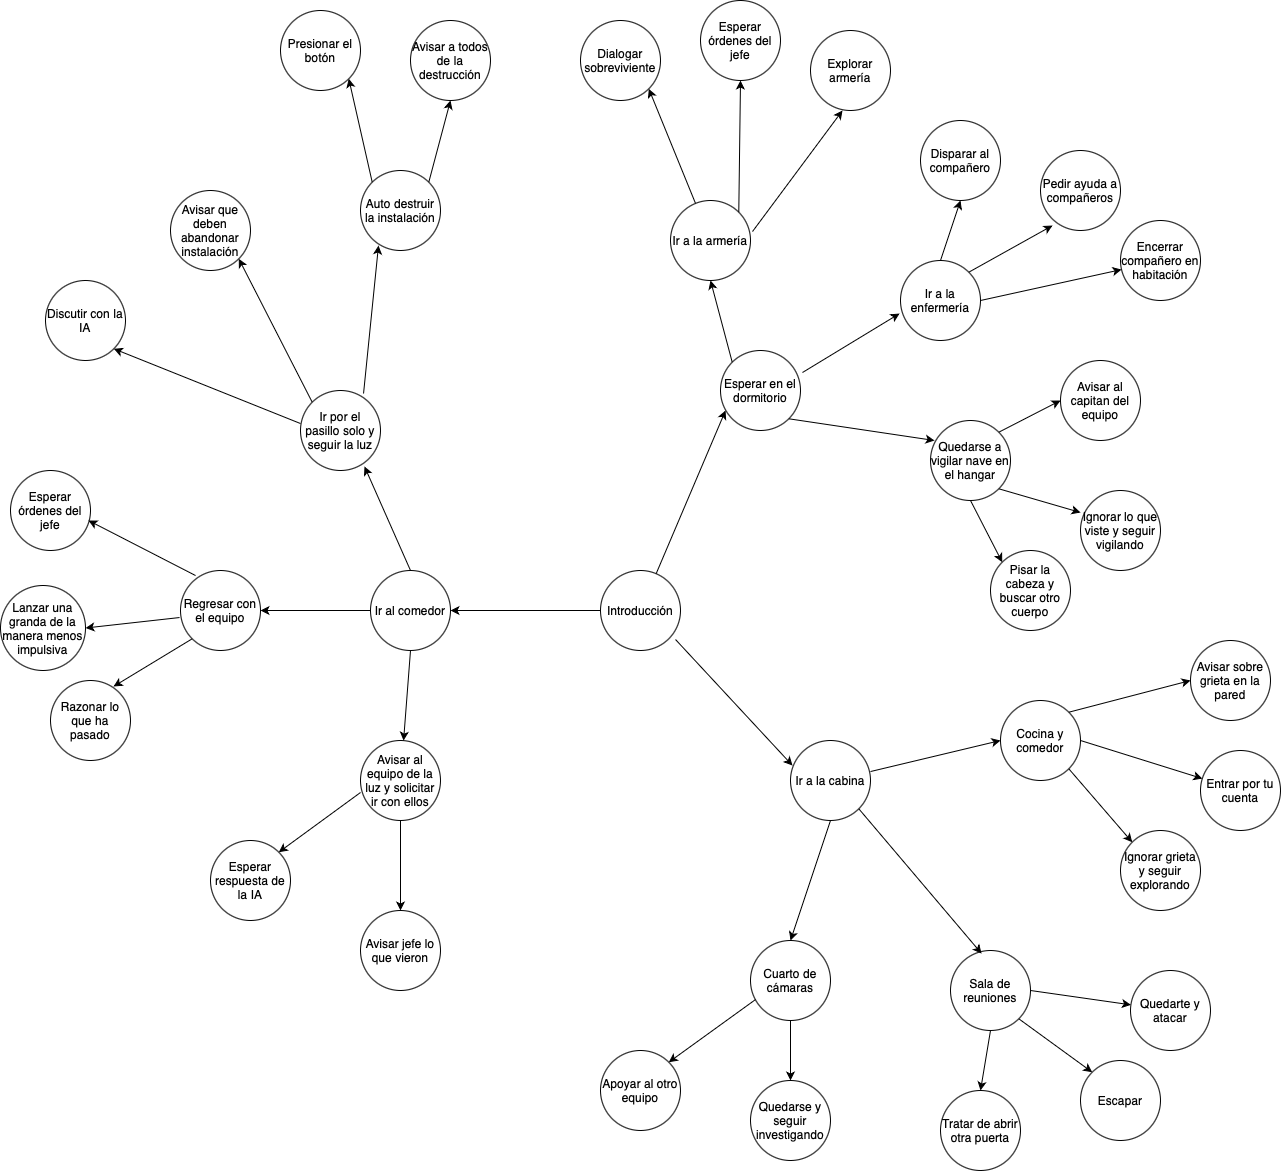 Presionar el
botón
Avisar a todos
de la
destrucción
Dialogar
sobreviviente
Esperar
órdenes del
jefe
Explorar
armería
Disparar al
compañero
Pedir ayuda a
compañeros
Encerrar
compañero en
habitación
Avisar que
deben
abandonar
instalación
Auto destruir
la instalación
Ir a la armería
Ir a la
enfermería
Discutir con la
IA
Ir por el
pasillo solo y
seguir la luz
Esperar en el
dormitorio
Avisar al
capitan del
equipo
Quedarse a
vigilar nave en
el hangar
Ignorar lo que
viste y seguir
vigilando
Pisar la
cabeza y
buscar otro
cuerpo
Esperar
órdenes del
jefe
Lanzar una
granda de la
manera menos
impulsiva
Regresar con
el equipo
Ir al comedor
Introducción
Razonar lo
que ha
pasado
Avisar al
equipo de la
luz y solicitar
ir con ellos
Esperar
respuesta de
la IA
Avisar jefe lo
que vieron
Ir a la cabina
Cocina y
comedor
Avisar sobre
grieta en la
pared
Entrar por tu
cuenta
Ignorar grieta
y seguir
explorando
Cuarto de
cámaras
Sala de
reuniones
Quedarte y
atacar
Apoyar al otro
equipo
Quedarse y
seguir
investigando
Tratar de abrir
otra puerta
Escapar